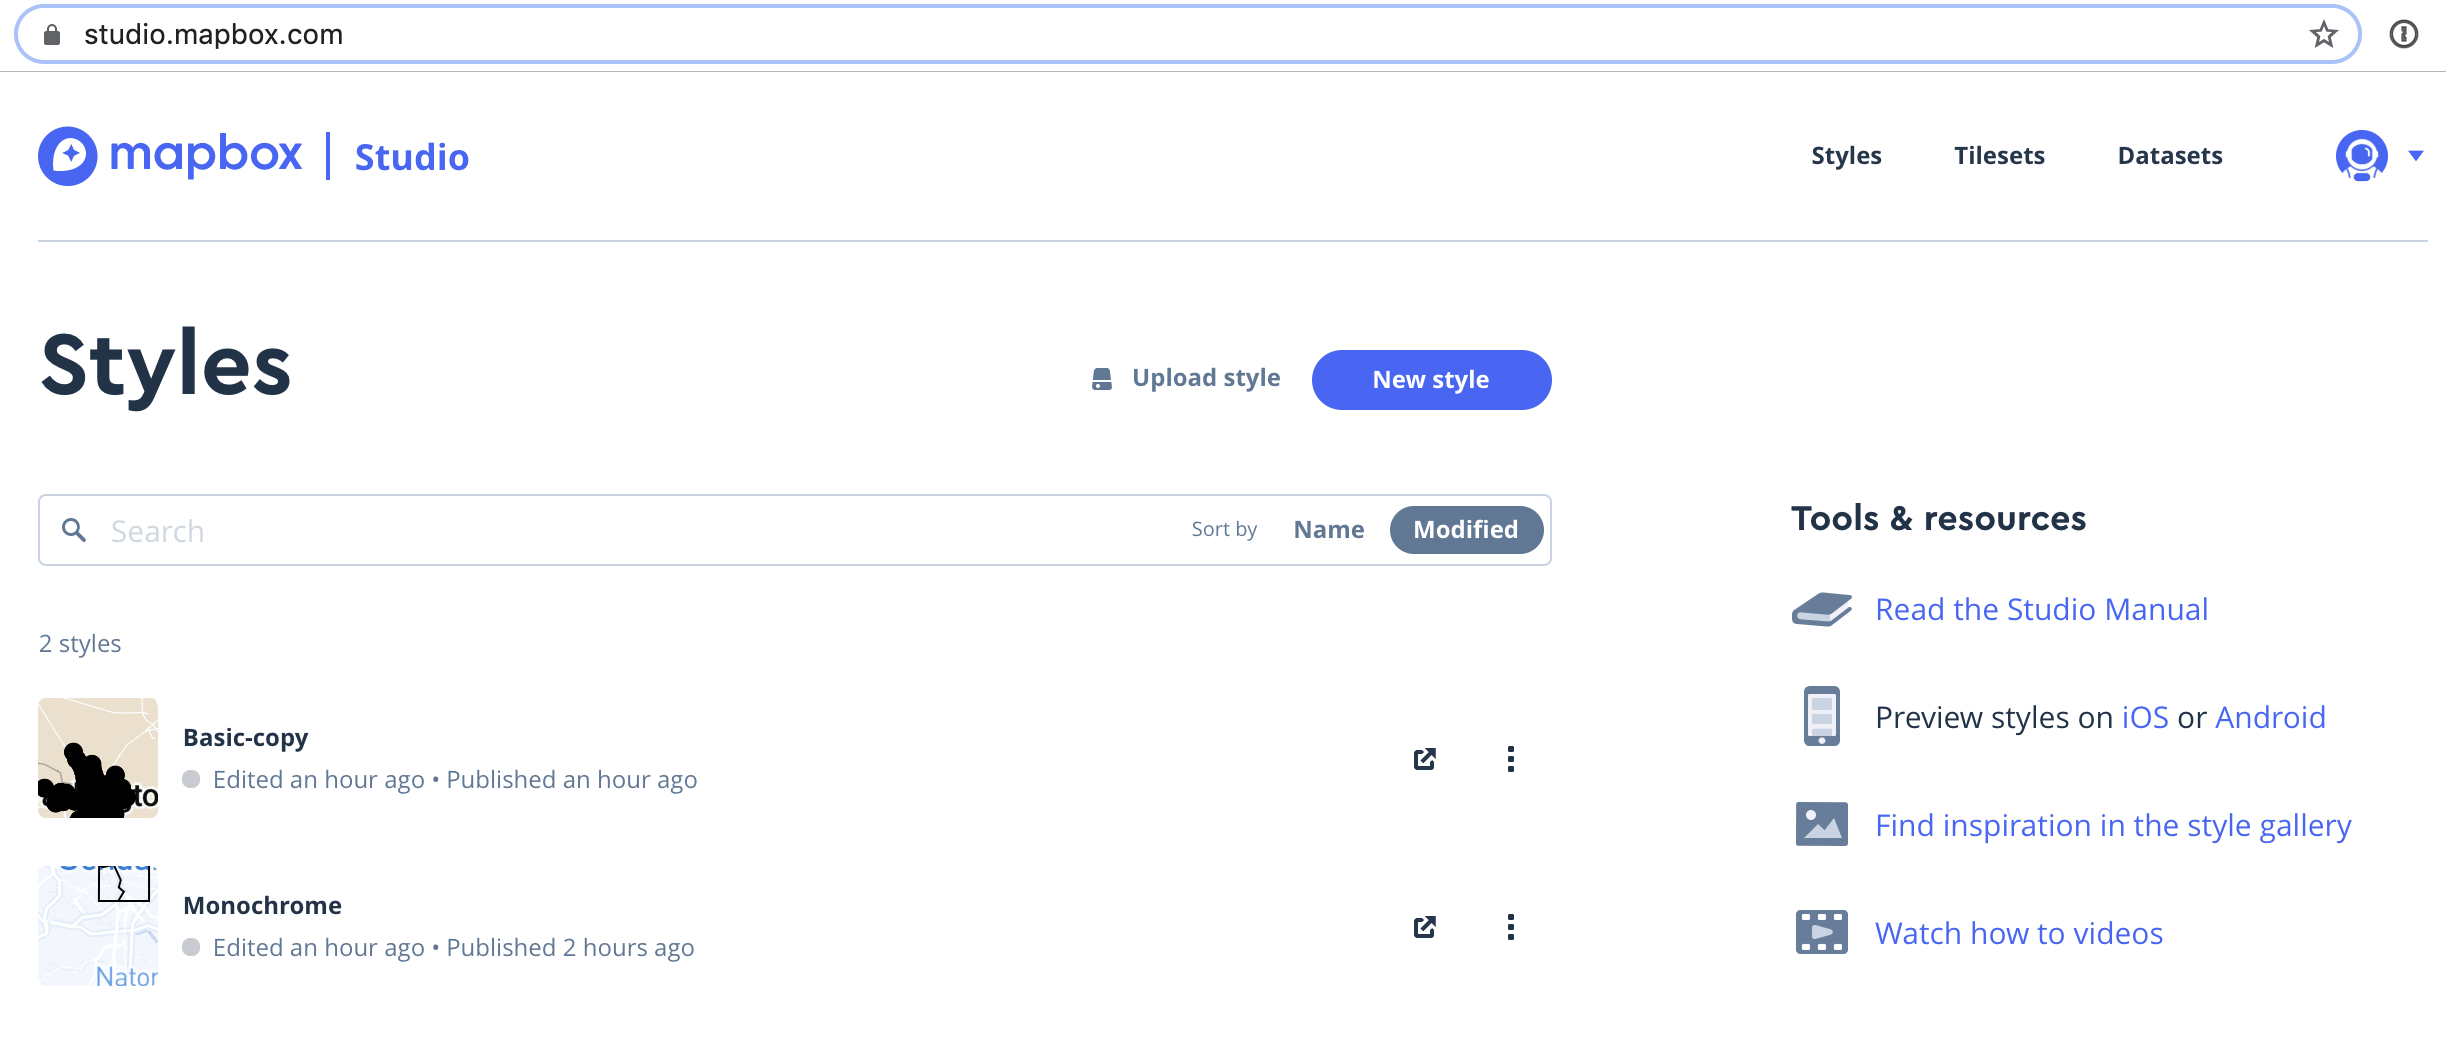 studio.mapbox.com
mapbox | Studio
Styles Tilesets Datasets
Styles
Upload style New style
Search Sort by Name Modified
Tools & resources
Read the Studio Manual
2 styles
Preview styles on iOS or Android
Basic-copy
Edited an hour ago • Published an hour ago
to
Find inspiration in the style gallery
Monochrome
Edited an hour ago • Published 2 hours ago
Nator
Watch how to videos